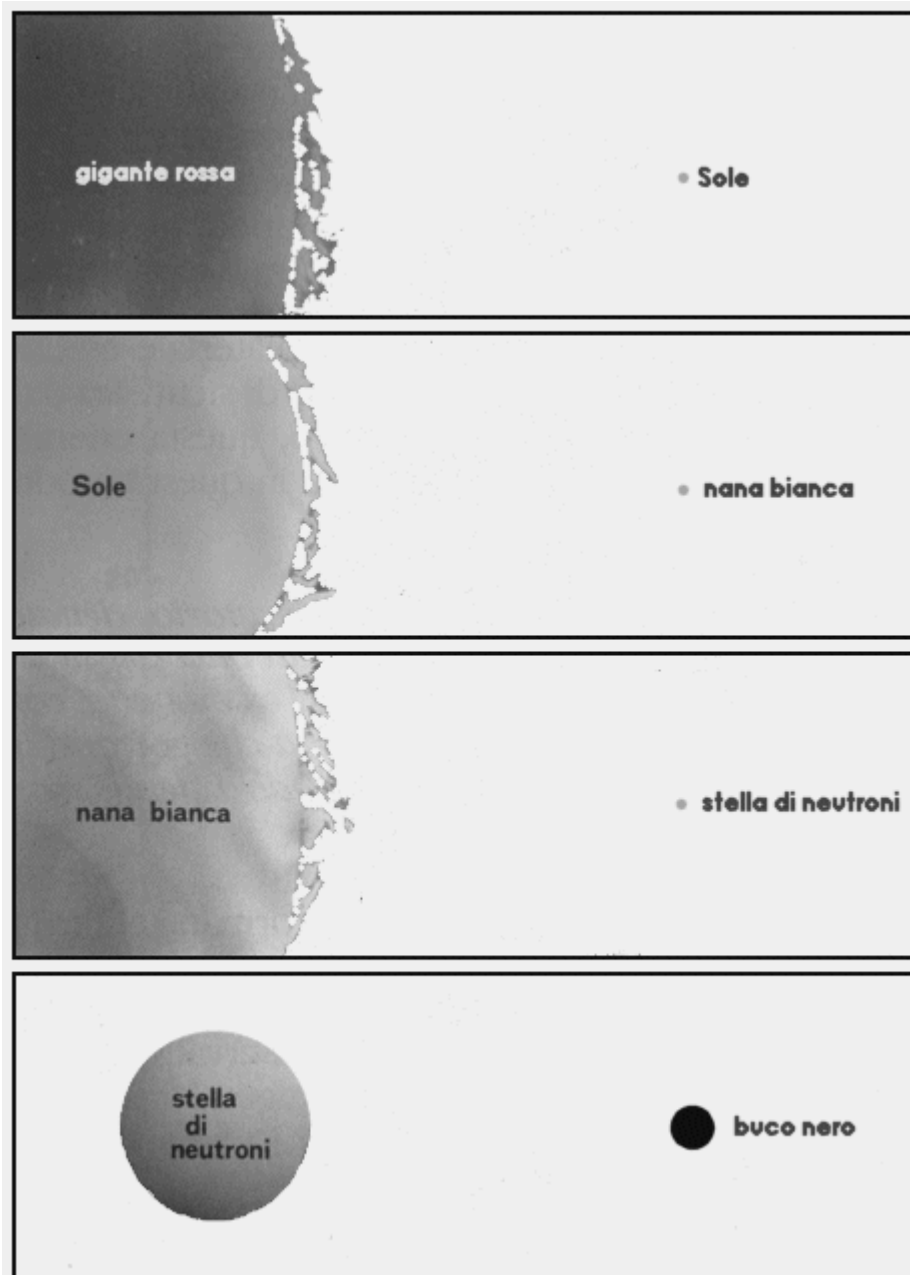 gigante rossa
Sole
Sole
nana bianca
nana bianca
stella di neutroni
stella
di
neutroni
buco nero